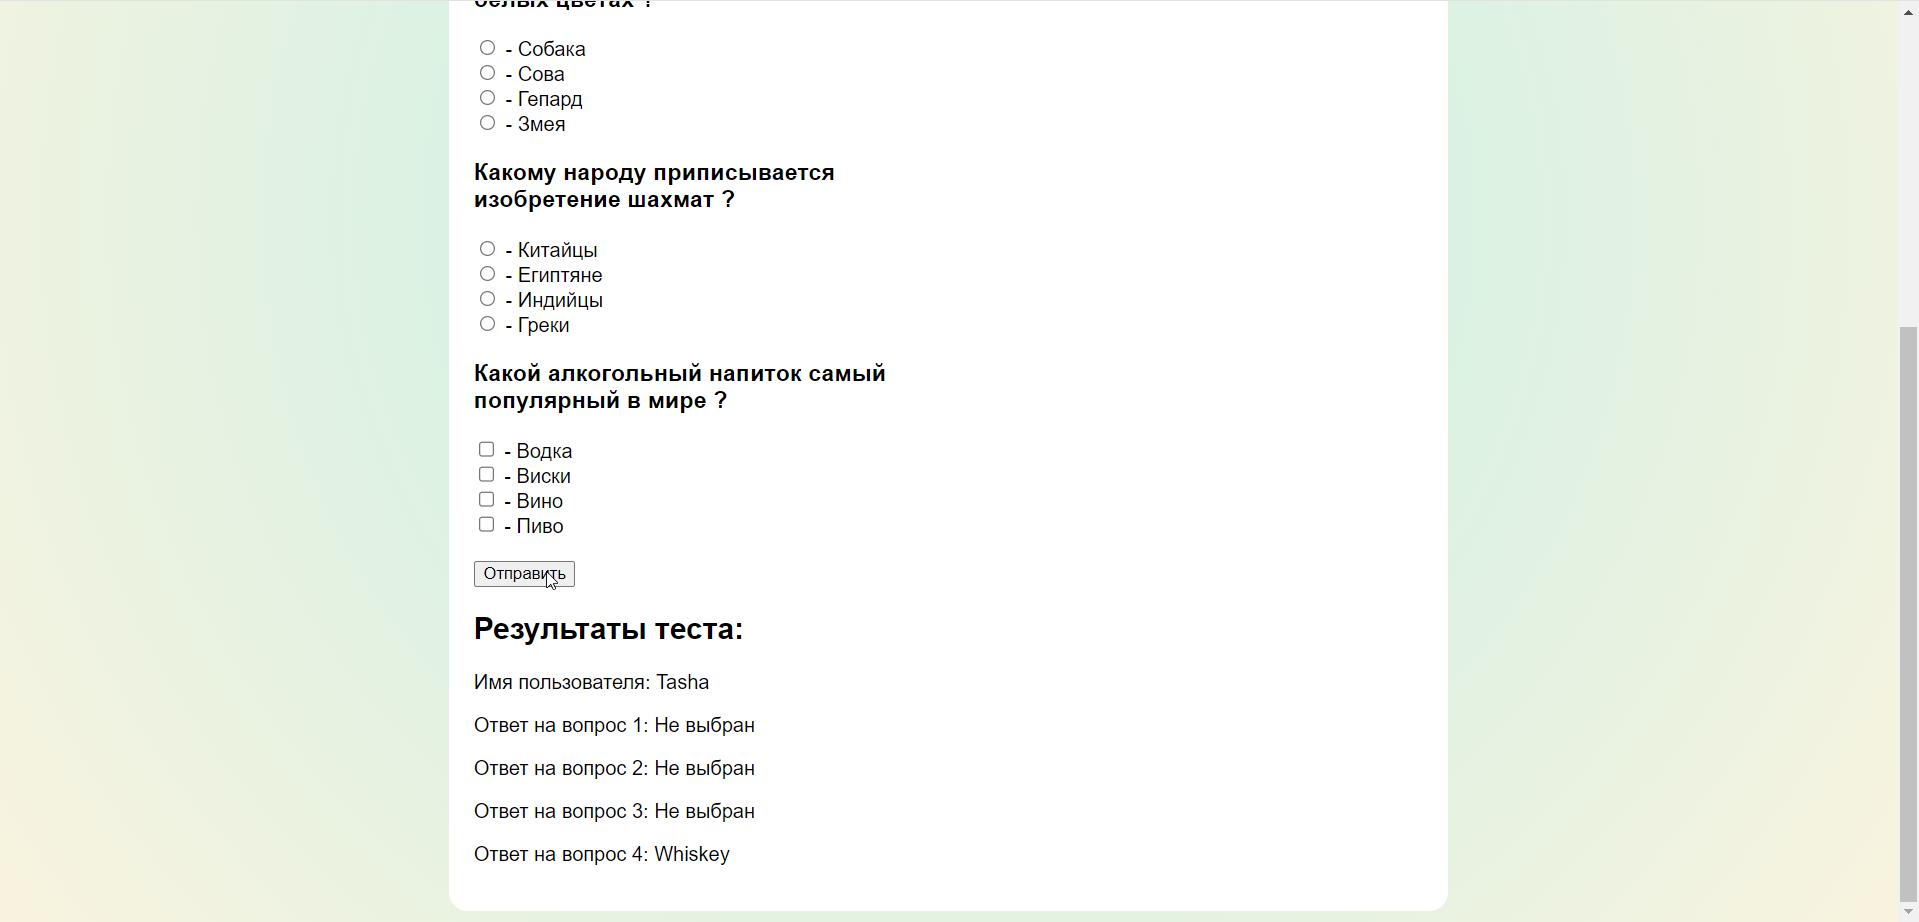 белых цветах ?
- Собака
- Сова
- Гепард
- Змея
Какому народу приписывается
изобретение шахмат ?
- Китайцы
- Египтяне
- Индийцы
- Греки
Какой алкогольный напиток самый
популярный в мире ?
- Водка
- Виски
- Вино
- Пиво
Отправить
Результаты теста:
Имя пользователя: Tasha
Ответ на вопрос 1: Не выбран
Ответ на вопрос 2: Не выбран
Ответ на вопрос 3: Не выбран
Ответ на вопрос 4: Whiskey